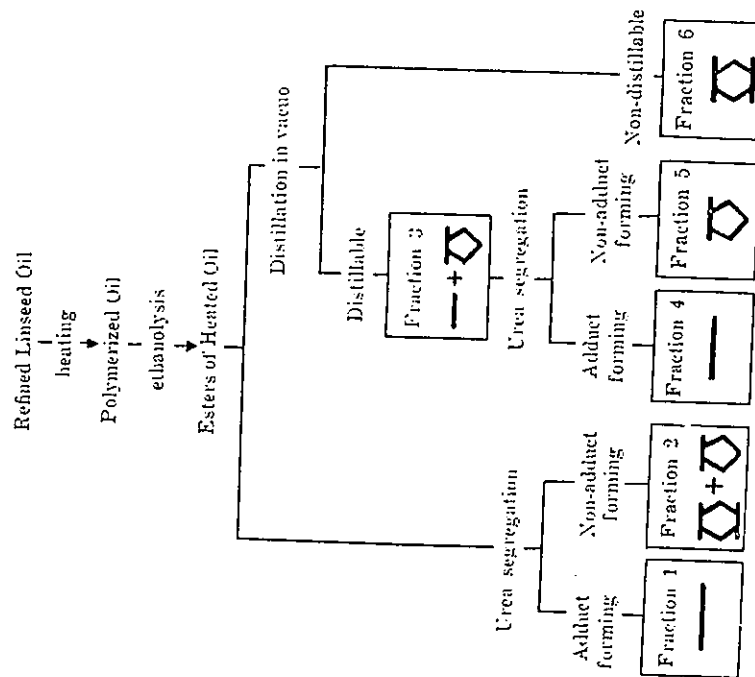 Refined Linseed Oil
heating
Polymerized Oil
ethanolysis
Esters of Heated Oil
Urea segregation
Distillation in vacuo
Adduct
forming
Non-adduct
forming
Distillable
Non-distillable
Fraction 1
Fraction 2
+
Fraction 3
+
Urea segregation
Adduct
forming
Non-adduct
forming
Fraction 4
Fraction 5
Fraction 6